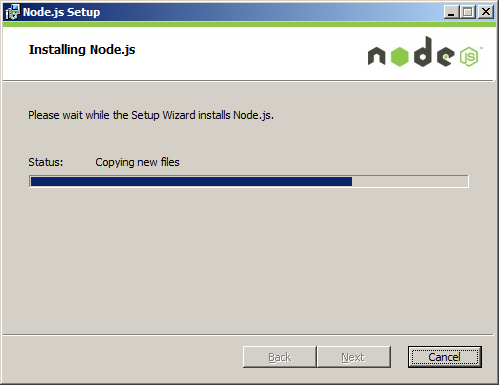 Node.js Setup
Installing Node.js
node
JS
Please wait while the Setup Wizard installs Node.js.
Status: Copying new files
Back Next Cancel